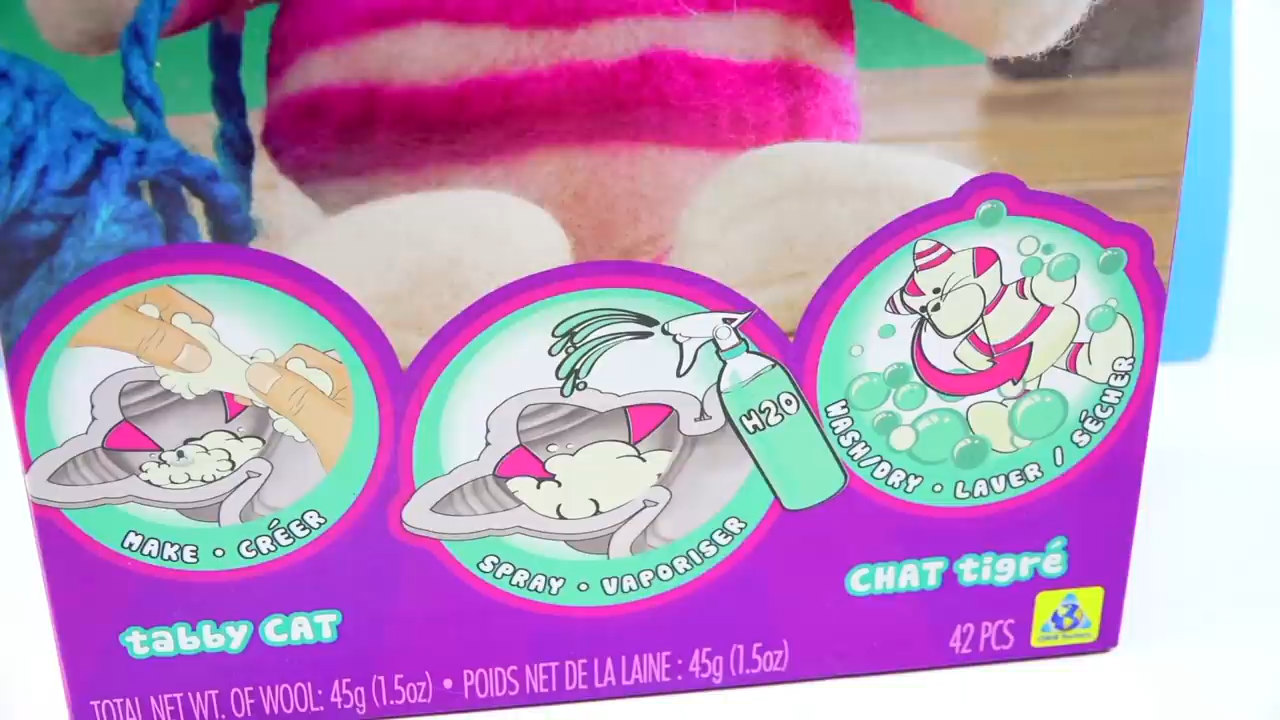 H2O
MAKE • CRÉER
SPRAY • VAPORISER
WASH/DRY • LAVER / SÉCHER
tabby CAT
CHAT tigré
42 PCS
TOTAL NET WT. OF WOOL: 45g (1.5oz) • POIDS NET DE LA LAINE : 45g (1.5oz)